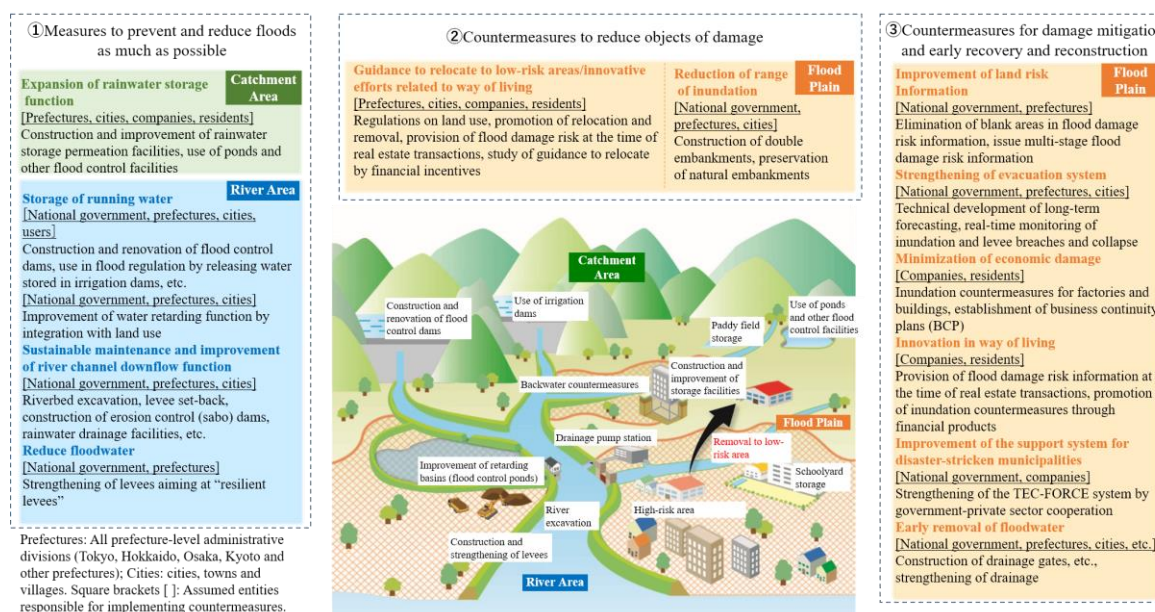 ①Measures to prevent and reduce floods
as much as possible
Expansion of rainwater storage
function
Catchment
Area
[Prefectures, cities, companies, residents]
Construction and improvement of rainwater
storage permeation facilities, use of ponds and
other flood control facilities
River Area
Storage of running water
[National government, prefectures, cities,
users]
Construction and renovation of flood control
dams, use in flood regulation by releasing water
stored in irrigation dams, etc.
[National government, prefectures, cities]
Improvement of water retarding function by
integration with land use
Sustainable maintenance and improvement
of river channel downflow function
[National government, prefectures, cities]
Riverbed excavation, levee set-back,
construction of erosion control (sabo) dams,
rainwater drainage facilities, etc.
Reduce floodwater
[National government, prefectures]
Strengthening of levees aiming at “resilient
levees”
Prefectures: All prefecture-level administrative
divisions (Tokyo, Hokkaido, Osaka, Kyoto and
other prefectures); Cities: cities, towns and
villages. Square brackets [ ]: Assumed entities
responsible for implementing countermeasures.
②Countermeasures to reduce objects of damage
Guidance to relocate to low-risk areas/innovative
efforts related to way of living
[Prefectures, cities, companies, residents]
Regulations on land use, promotion of relocation and
removal, provision of flood damage risk at the time of
real estate transactions, study of guidance to relocate
by financial incentives
Reduction of range
of inundation
Flood
Plain
[National government,
prefectures, cities]
Construction of double
embankments, preservation
of natural embankments
Catchment
Area
Construction and
renovation of flood
control dams
Use of irrigation
dams
Use of ponds
and other flood
control facilities
Paddy field
storage
Backwater countermeasures
Construction and
improvement of
storage facilities
Flood Plain
Drainage pump station
Removal to low-
risk area
Improvement of retarding
basins (flood control ponds)
Schoolyard
storage
River
excavation
High-risk area
Construction and
strengthening of levees
River Area
③Countermeasures for damage mitigatio
and early recovery and reconstruction
Improvement of land risk
Information
Flood
Plain
[National government, prefectures]
Elimination of blank areas in flood damage
risk information, issue multi-stage flood
damage risk information
Strengthening of evacuation system
[National government, prefectures, cities]
Technical development of long-term
forecasting, real-time monitoring of
inundation and levee breaches and collapse
Minimization of economic damage
[Companies, residents]
Inundation countermeasures for factories and
buildings, establishment of business continuity
plans (BCP)
Innovation in way of living
[Companies, residents]
Provision of flood damage risk information at
the time of real estate transactions, promotion
of inundation countermeasures through
financial products
Improvement of the support system for
disaster-stricken municipalities
[National government, companies]
Strengthening of the TEC-FORCE system by
government-private sector cooperation
Early removal of floodwater
[National government, prefectures, cities, etc.]
Construction of drainage gates, etc.,
strengthening of drainage